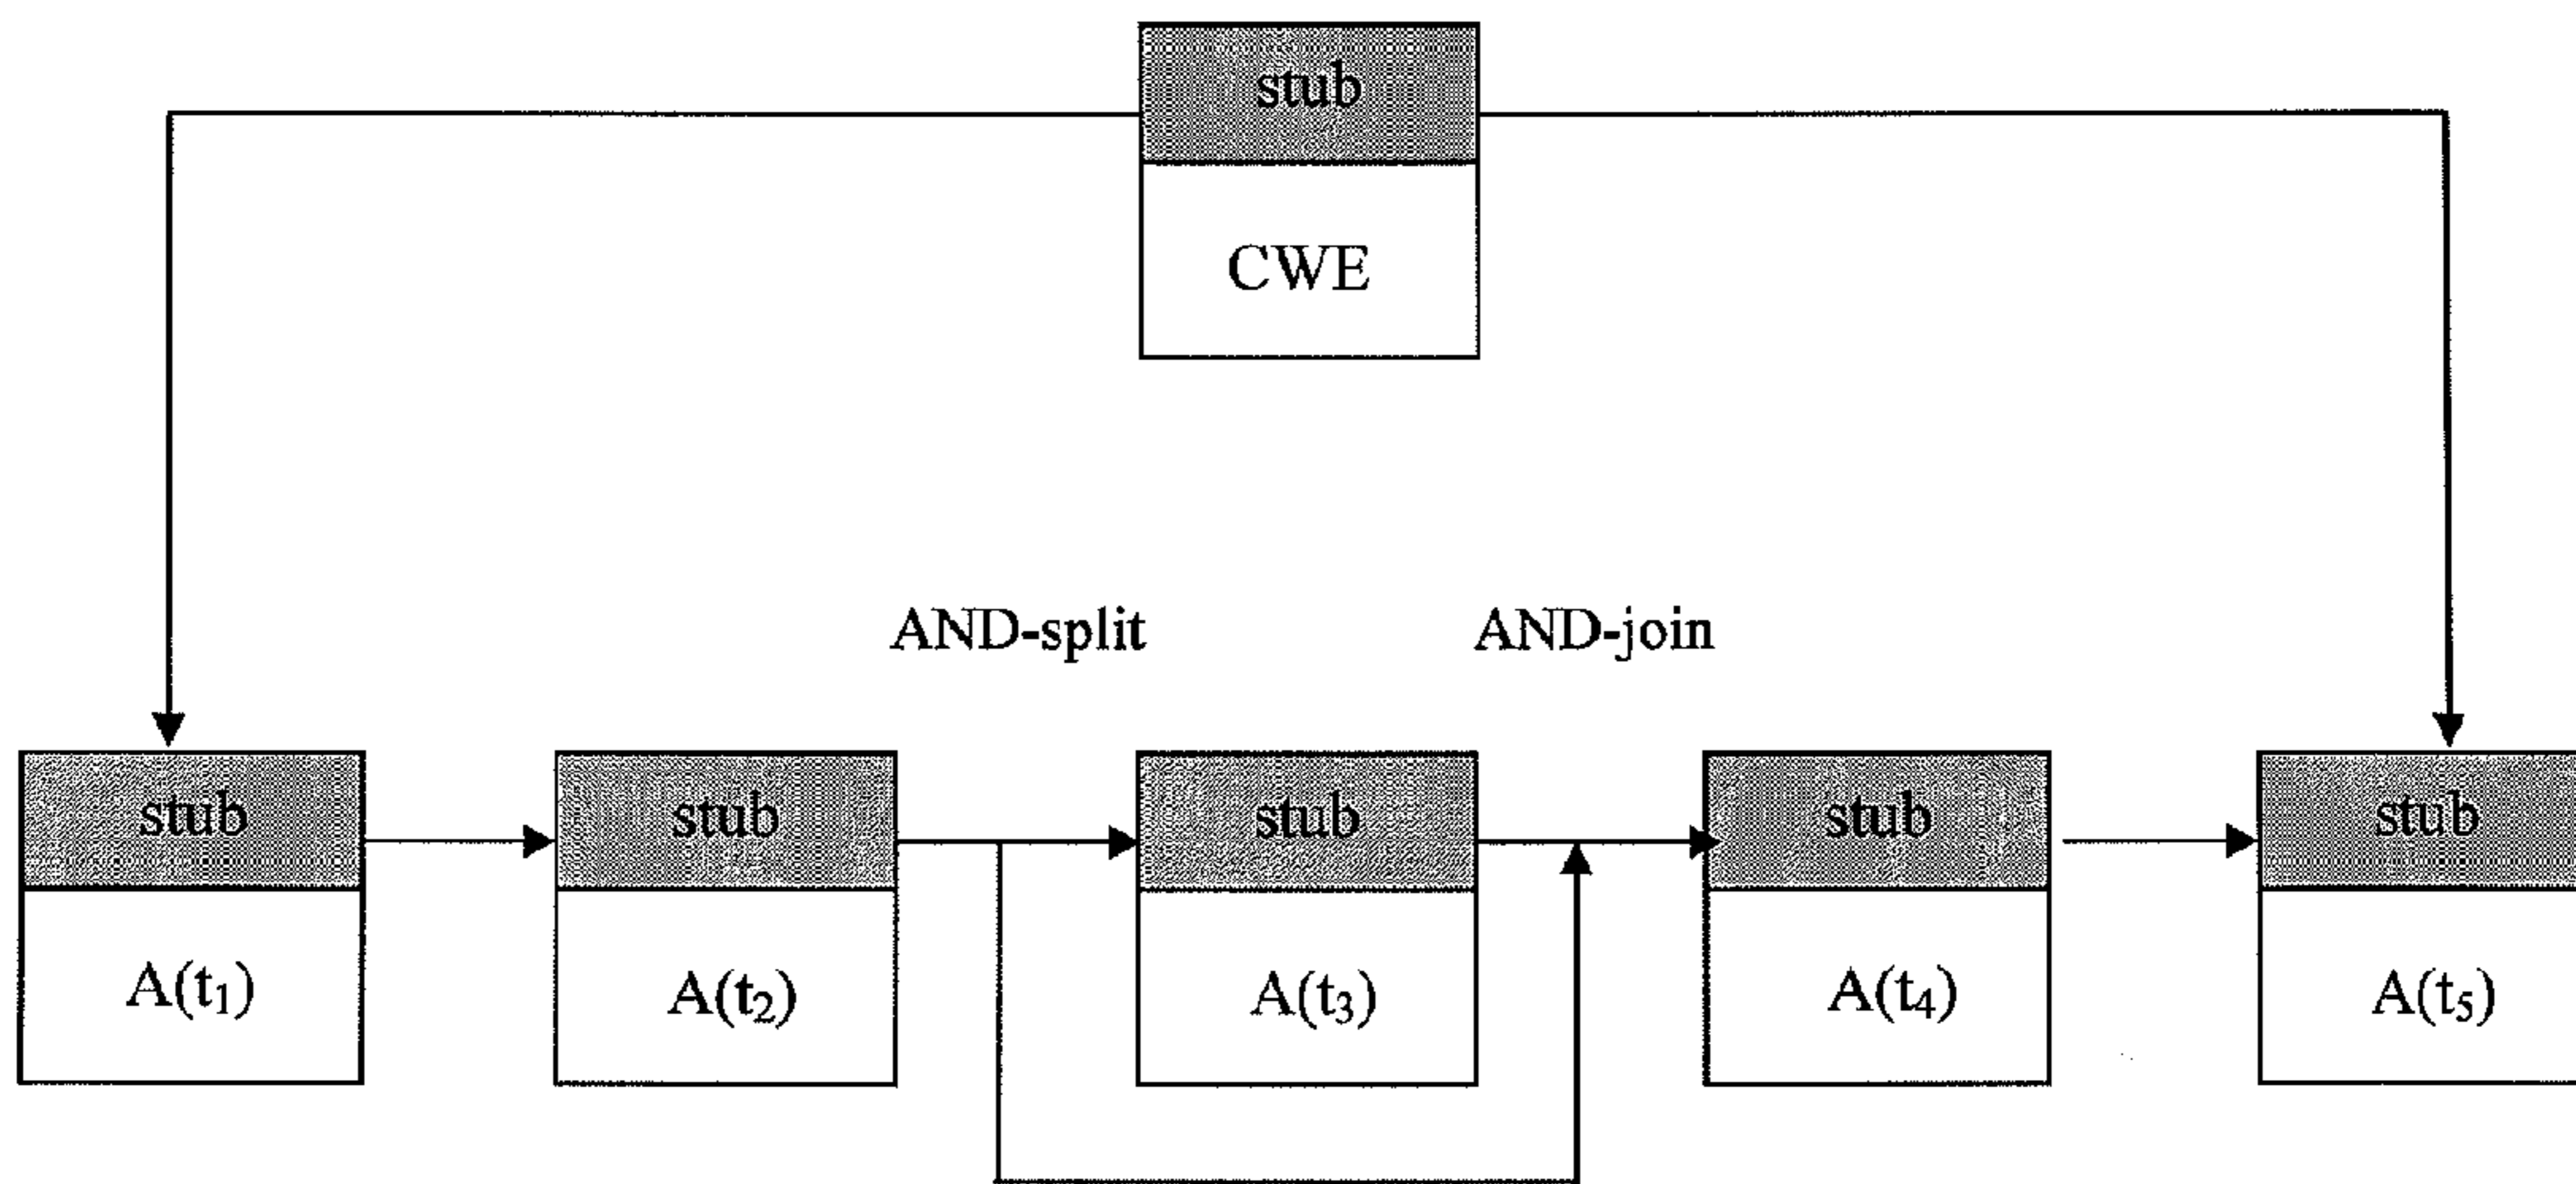 stub
CWE
AND-split AND-join
stub stub stub stub stub
A(t₁) A(t₂) A(t₃) A(t₄) A(t₅)